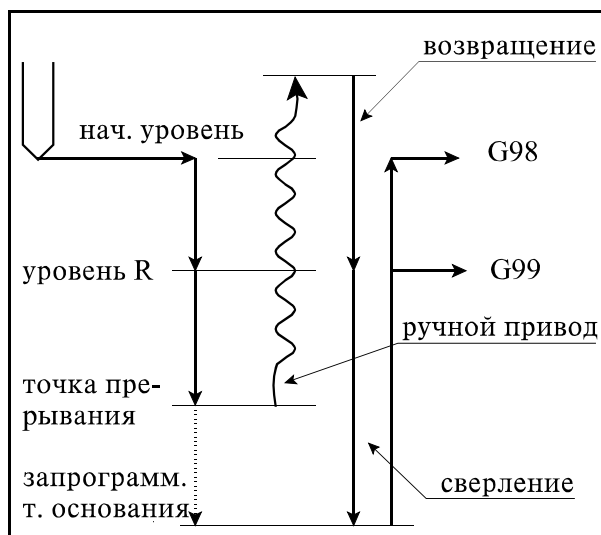 возвращение
нач. уровень
G98
уровень R
G99
ручной привод
точка пре-
рывания
запрограмм.
т. основания
сверление